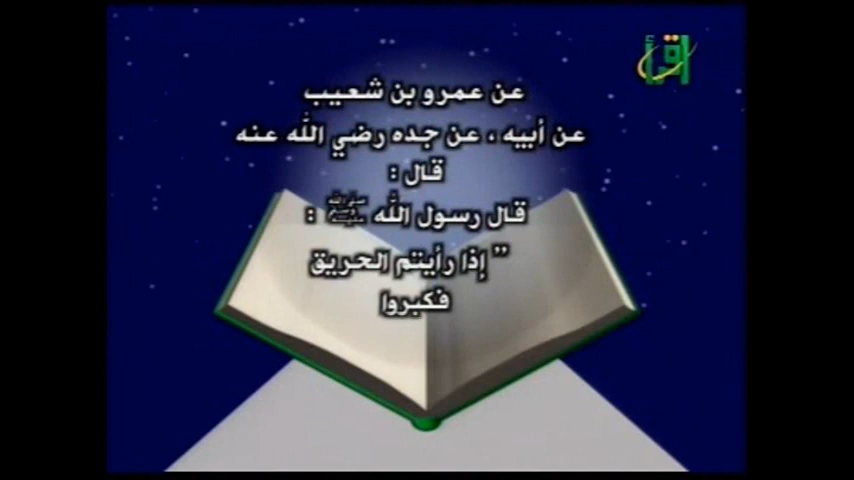 اقرأ
عن عمرو بن شعيب
عن أبيه ، عن جده رضي الله عنه
قال :
قال رسول الله ﷺ :
" إذا رأيتم الحريق
فكبروا